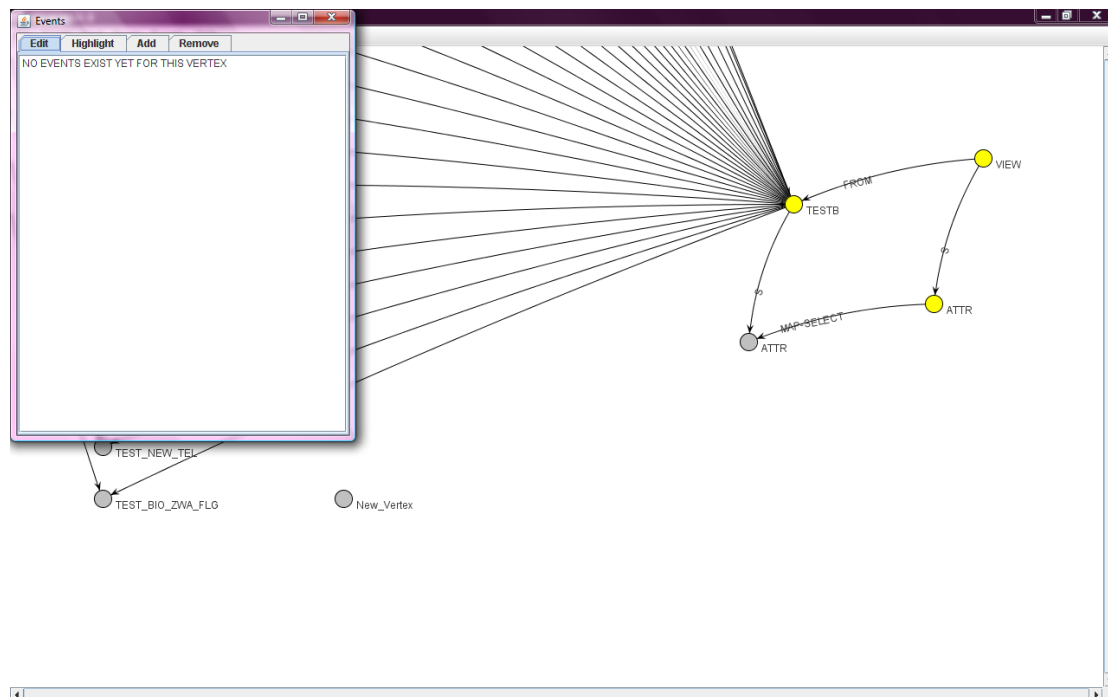 Events
Edit Highlight Add Remove
NO EVENTS EXIST YET FOR THIS VERTEX
VIEW
FROM
TESTB
S
S
ATTR
MAP-SELECT
ATTR
TEST_NEW_TEL
TEST_BIO_ZWA_FLG
New_Vertex